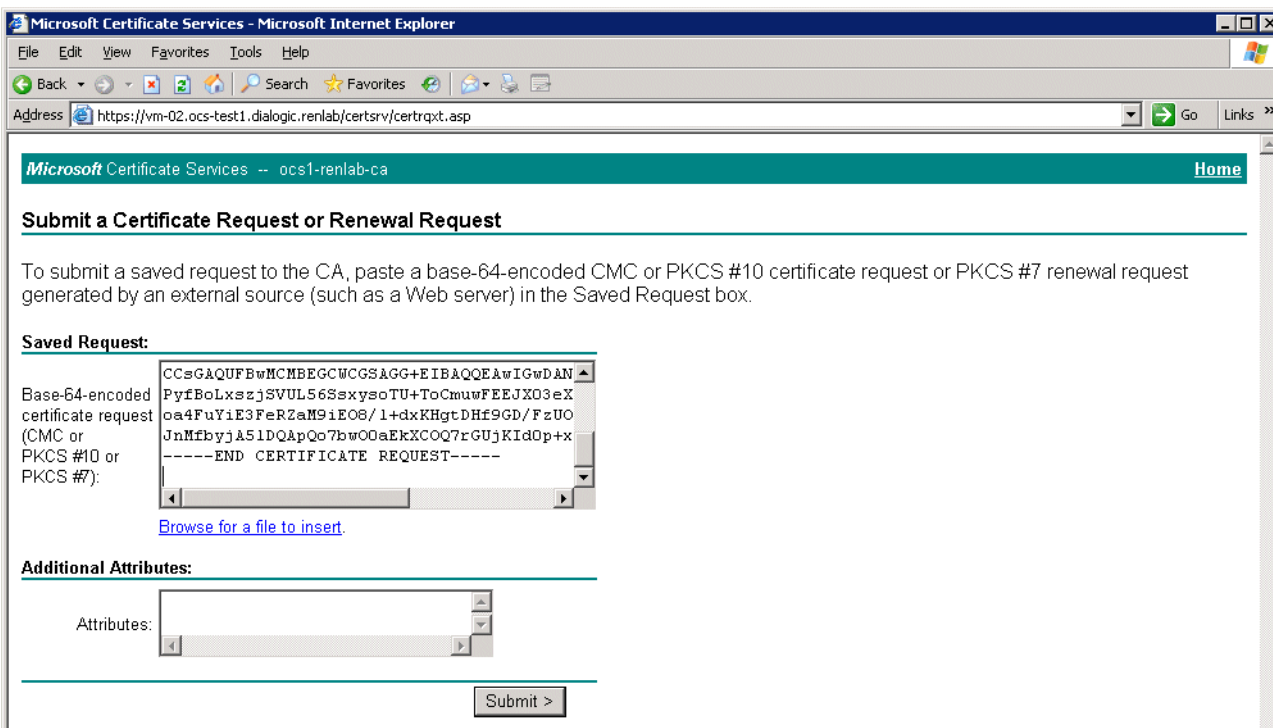 Microsoft Certificate Services - Microsoft Internet Explorer
File Edit View Favorites Tools Help
Back Search Favorites
Address https://vm-02.ocs-test1.dialogic.renlab/certsrv/certrqxt.asp Go Links »
Microsoft Certificate Services -- ocs1-renlab-ca Home
Submit a Certificate Request or Renewal Request
To submit a saved request to the CA, paste a base-64-encoded CMC or PKCS #10 certificate request or PKCS #7 renewal request
generated by an external source (such as a Web server) in the Saved Request box.
Saved Request:
Base-64-encoded
certificate request
(CMC or
PKCS #10 or
PKCS #7):
CCsGAQUFBwMCMBEGCWCGSAGG+EIBAQQEAwIGwDAN
PyfBoLxszjSVUL56SsxysoTU+ToCmuwFEEJXO3eX
oa4FuYiE3FeRZaM9iEO8/1+dxKHgtDHf9GD/FzUO
JnMfbyjA51DQApQo7bwO0aEkXCOQ7rGUjKIdOp+x
-----END CERTIFICATE REQUEST-----
Browse for a file to insert.
Additional Attributes:
Attributes:
Submit >